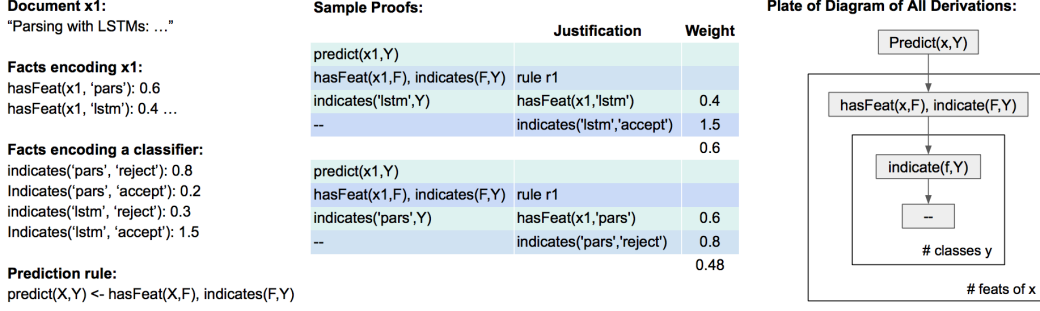 Document x1:
“Parsing with LSTMs: …”
Facts encoding x1:
hasFeat(x1, ‘pars’): 0.6
hasFeat(x1, ‘lstm’): 0.4 …
Facts encoding a classifier:
indicates(‘pars’, ‘reject’): 0.8
Indicates(‘pars’, ‘accept’): 0.2
indicates(‘lstm’, ‘reject’): 0.3
Indicates(‘lstm’, ‘accept’): 1.5
Prediction rule:
predict(X,Y) <- hasFeat(X,F), indicates(F,Y)
Sample Proofs:
Justification Weight
predict(x1,Y)
hasFeat(x1,F), indicates(F,Y) rule r1
indicates('lstm',Y) hasFeat(x1,'lstm') 0.4
-- indicates('lstm','accept') 1.5
0.6
predict(x1,Y)
hasFeat(x1,F), indicates(F,Y) rule r1
indicates('pars',Y) hasFeat(x1,'pars') 0.6
-- indicates('pars','reject') 0.8
0.48
Plate of Diagram of All Derivations:
Predict(x,Y)
hasFeat(x,F), indicate(F,Y)
indicate(f,Y)
--
# classes y
# feats of x